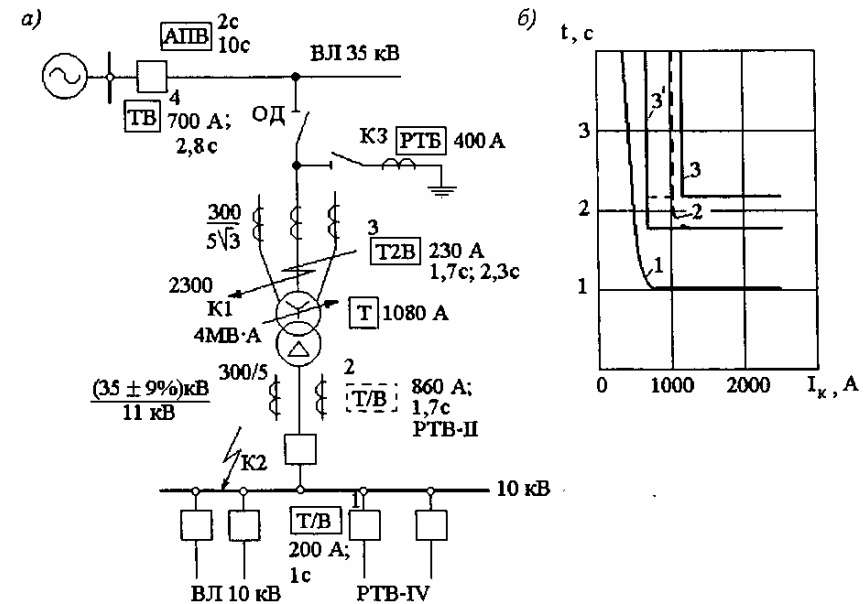 а)
2с
АПВ
10с
ВЛ 35 кВ
4
ТВ
700 А;
2,8с
ОД
К3
РТБ
400 А
300
5√3
3
Т2В
230 А
1,7с; 2,3с
2300
К1
4МВ·А
Т
1080 А
300/5
2
(35 ± 9%)кВ
11 кВ
Т/В
860 А;
1,7с
РТВ-II
К2
10 кВ
1
Т/В
200 А;
1с
ВЛ 10 кВ
РТВ-IV
б)
t, с
3
3'
3
2
2
1
1
0
1000
2000
Iк, А